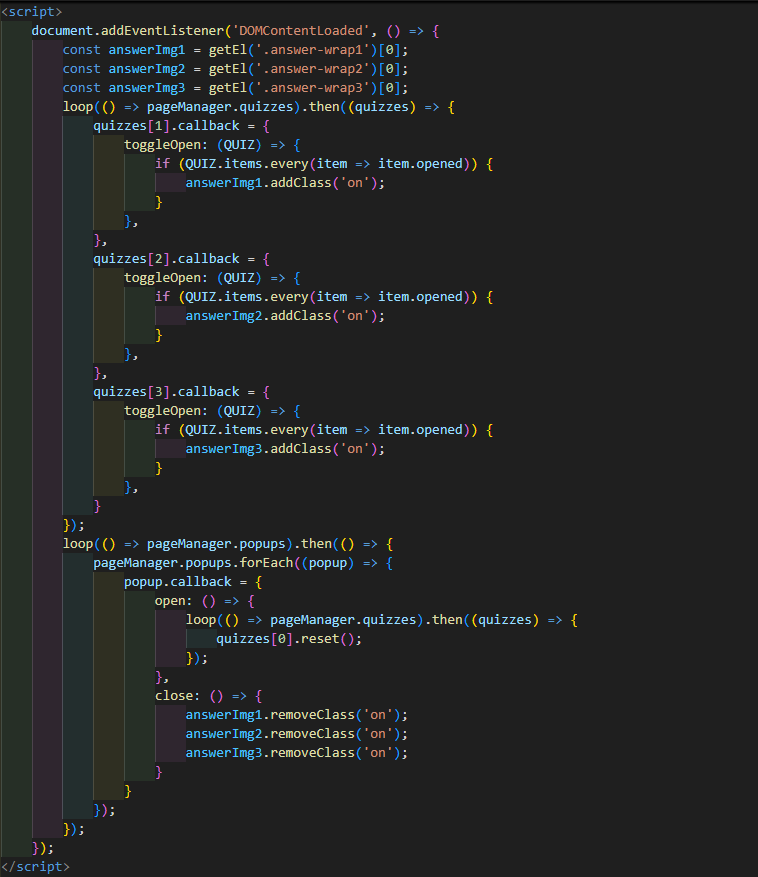 <script>
    document.addEventListener('DOMContentLoaded', () => {
        const answerImg1 = getEl('.answer-wrap1')[0];
        const answerImg2 = getEl('.answer-wrap2')[0];
        const answerImg3 = getEl('.answer-wrap3')[0];
        loop(() => pageManager.quizzes).then((quizzes) => {
            quizzes[1].callback = {
                toggleOpen: (QUIZ) => {
                    if (QUIZ.items.every(item => item.opened)) {
                        answerImg1.addClass('on');
                    }
                },
            },
            quizzes[2].callback = {
                toggleOpen: (QUIZ) => {
                    if (QUIZ.items.every(item => item.opened)) {
                        answerImg2.addClass('on');
                    }
                },
            },
            quizzes[3].callback = {
                toggleOpen: (QUIZ) => {
                    if (QUIZ.items.every(item => item.opened)) {
                        answerImg3.addClass('on');
                    }
                },
            }
        });
        loop(() => pageManager.popups).then(() => {
            pageManager.popups.forEach((popup) => {
                popup.callback = {
                    open: () => {
                        loop(() => pageManager.quizzes).then((quizzes) => {
                            quizzes[0].reset();
                        });
                    },
                    close: () => {
                        answerImg1.removeClass('on');
                        answerImg2.removeClass('on');
                        answerImg3.removeClass('on');
                    }
                }
            });
        });
    });
</script>